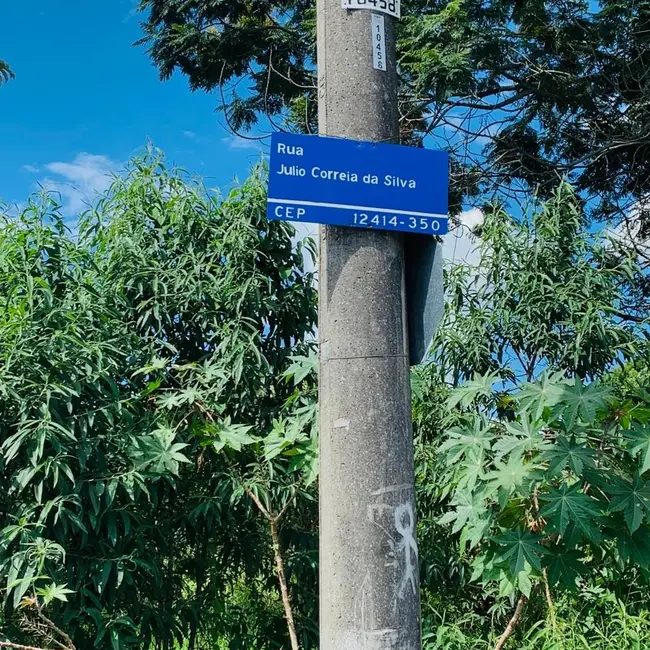 10458
Rua
Julio Correia da Silva
CEP 12414-350